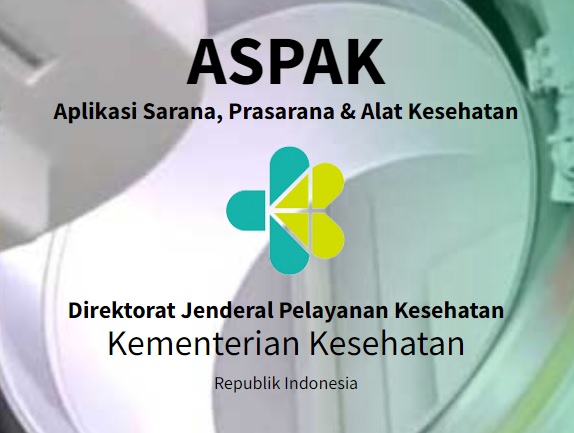 ASPAK
Aplikasi Sarana, Prasarana & Alat Kesehatan
Direktorat Jenderal Pelayanan Kesehatan
Kementerian Kesehatan
Republik Indonesia